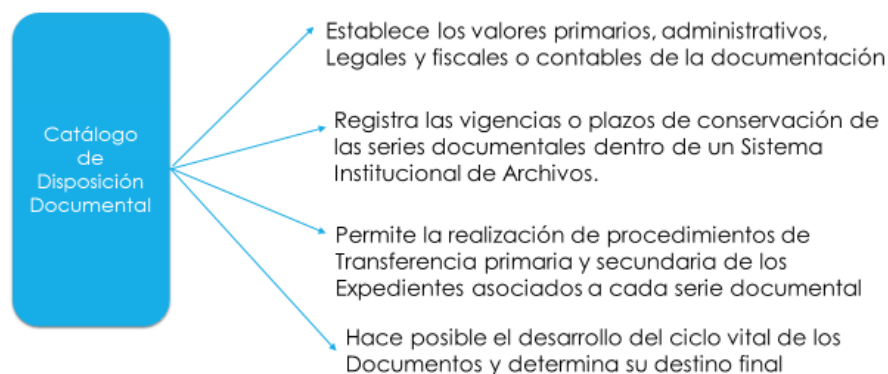 Catálogo
de
Disposición
Documental
Establece los valores primarios, administrativos,
Legales y fiscales o contables de la documentación
Registra las vigencias o plazos de conservación de
las series documentales dentro de un Sistema
Institucional de Archivos.
Permite la realización de procedimientos de
Transferencia primaria y secundaria de los
Expedientes asociados a cada serie documental
Hace posible el desarrollo del ciclo vital de los
Documentos y determina su destino final